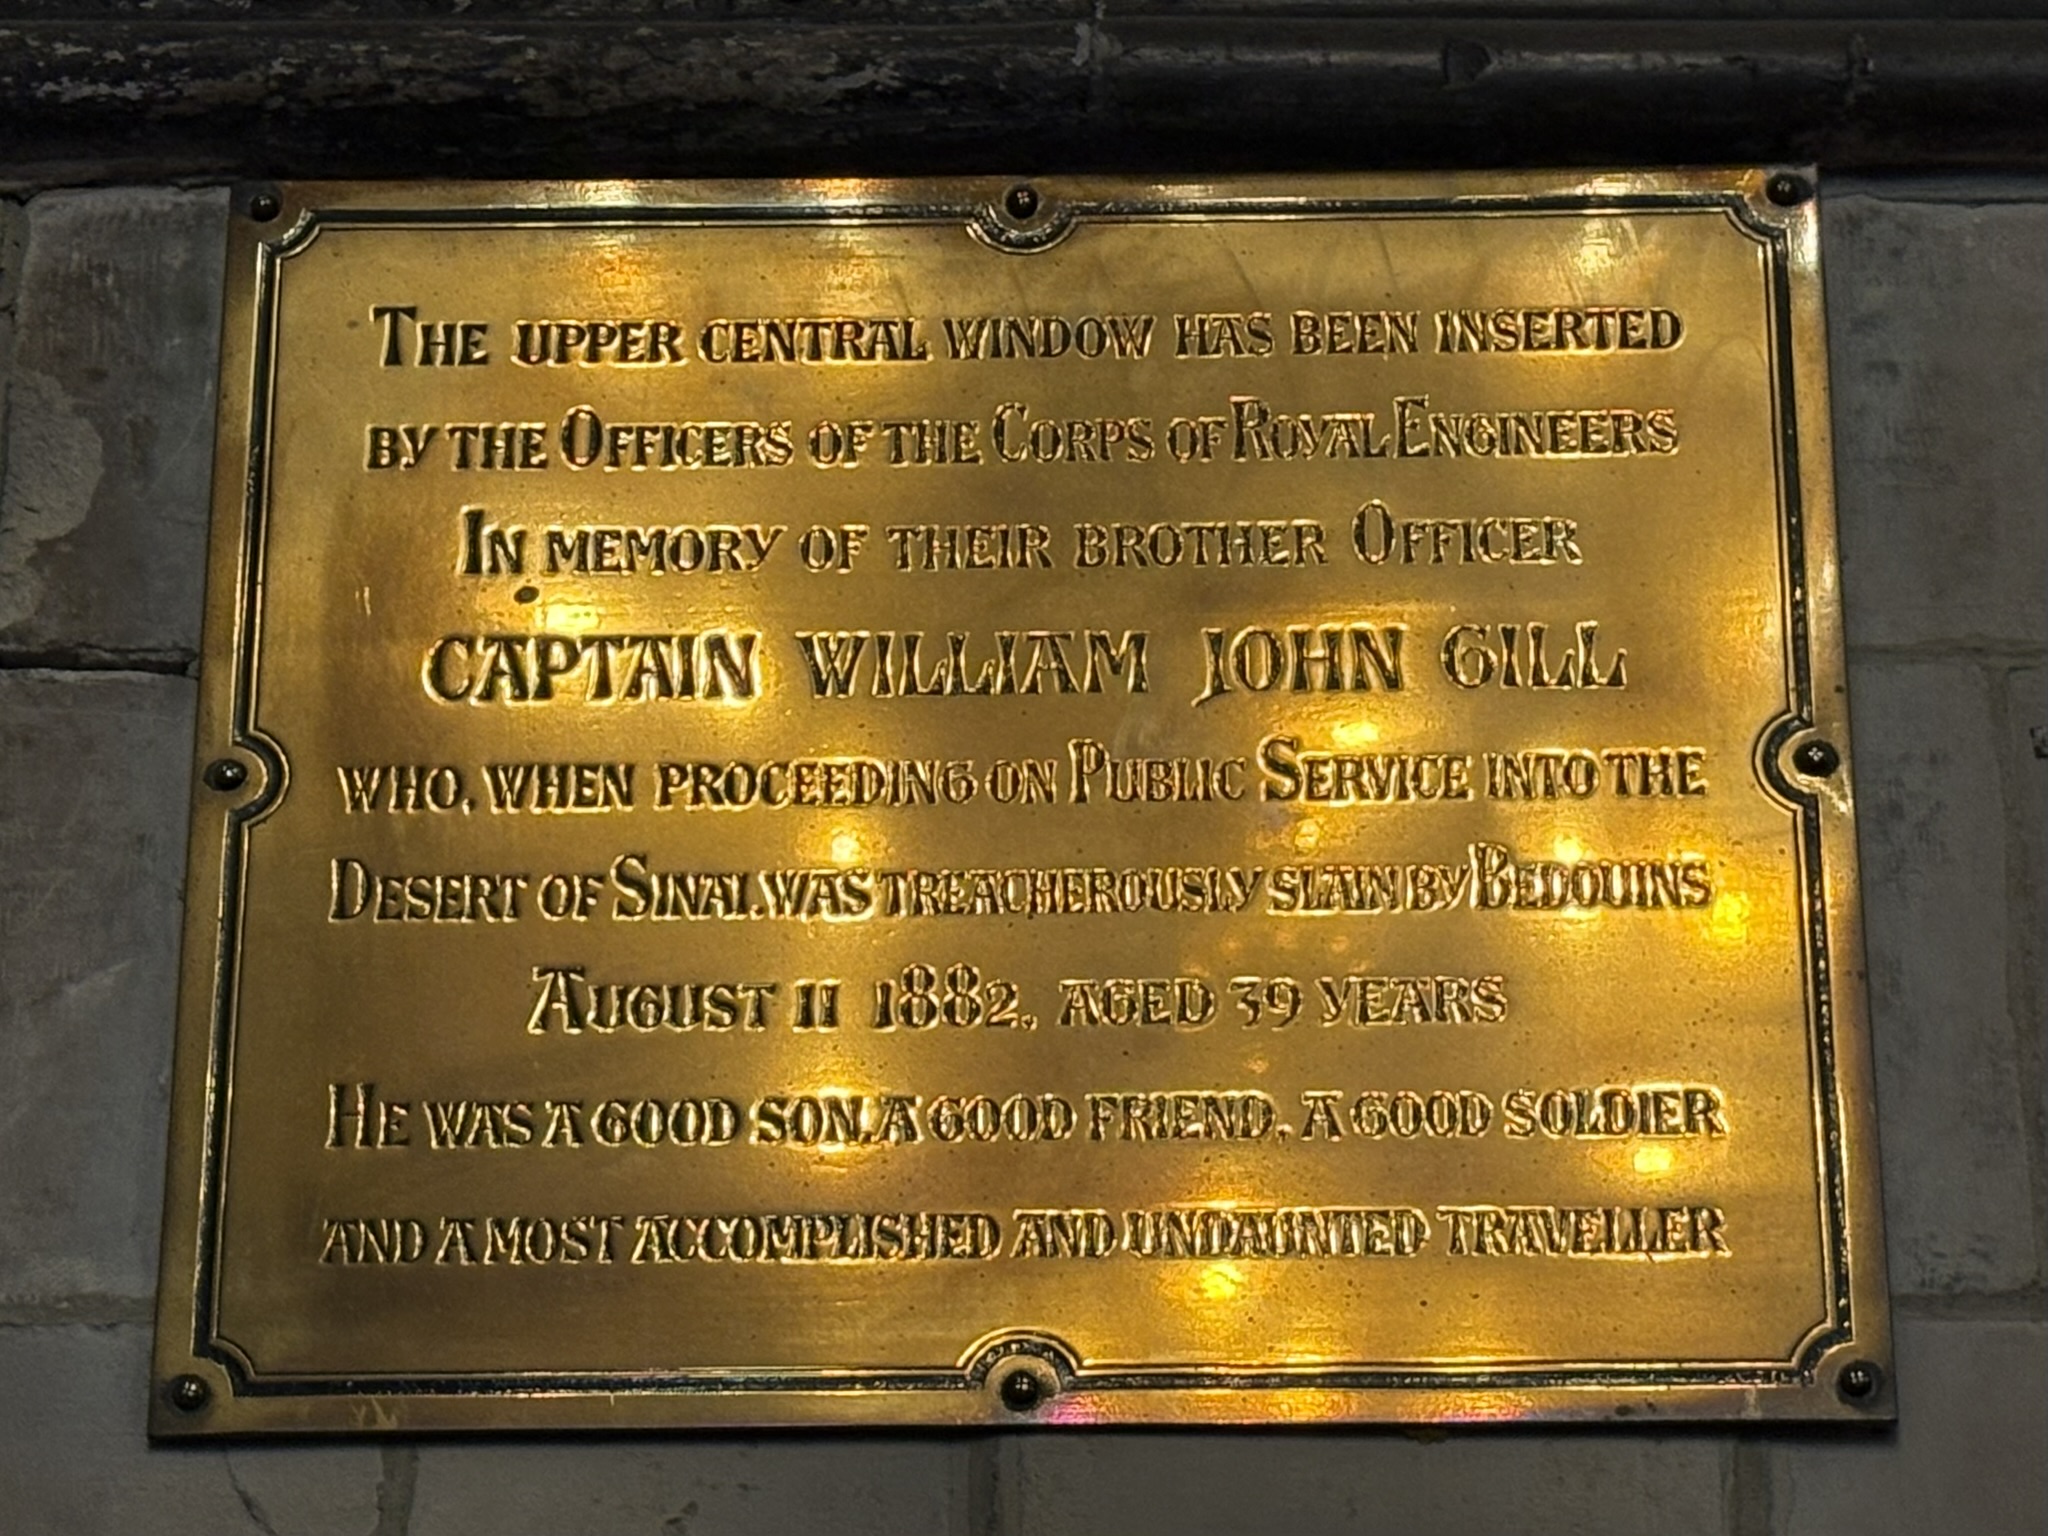 THE UPPER CENTRAL WINDOW HAS BEEN INSERTED
BY THE OFFICERS OF THE CORPS OF ROYAL ENGINEERS
IN MEMORY OF THEIR BROTHER OFFICER
CAPTAIN WILLIAM JOHN GILL
WHO, WHEN PROCEEDING ON PUBLIC SERVICE INTO THE
DESERT OF SINAI, WAS TREACHEROUSLY SLAIN BY BEDOUINS
AUGUST 11 1882, AGED 39 YEARS
HE WAS A GOOD SON, A GOOD FRIEND, A GOOD SOLDIER
AND A MOST ACCOMPLISHED AND UNDAUNTED TRAVELLER